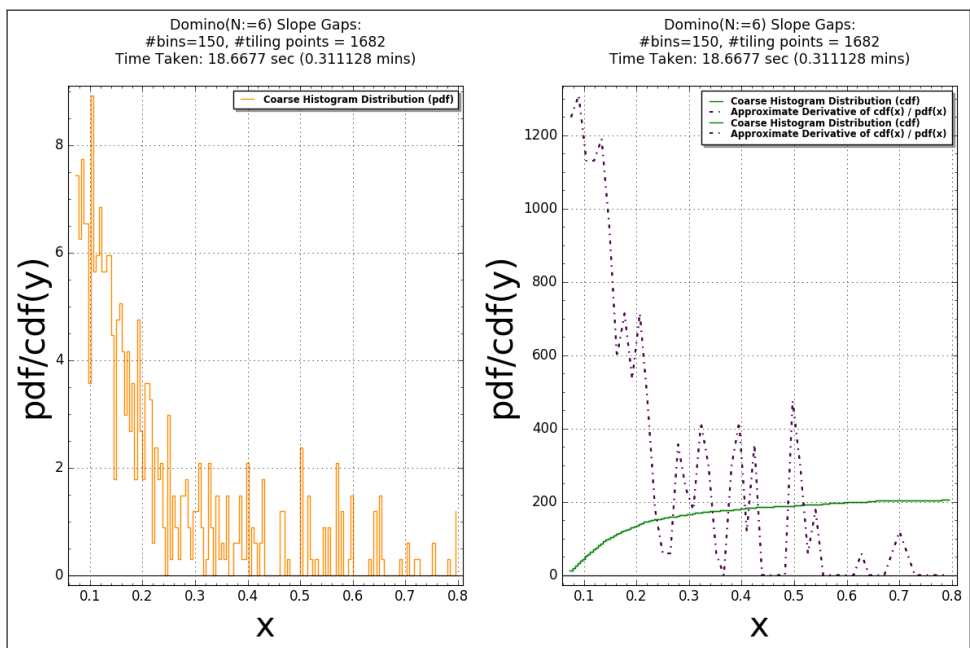 Domino(N:=6) Slope Gaps:
#bins=150, #tiling points = 1682
Time Taken: 18.6677 sec (0.311128 mins)
Coarse Histogram Distribution (pdf)
8
6
4
2
0
pdf/cdf(y)
0.1 0.2 0.3 0.4 0.5 0.6 0.7 0.8
x
Domino(N:=6) Slope Gaps:
#bins=150, #tiling points = 1682
Time Taken: 18.6677 sec (0.311128 mins)
Coarse Histogram Distribution (cdf)
Approximate Derivative of cdf(x) / pdf(x)
Coarse Histogram Distribution (cdf)
Approximate Derivative of cdf(x) / pdf(x)
1200
1000
800
600
400
200
0
pdf/cdf(y)
0.1 0.2 0.3 0.4 0.5 0.6 0.7 0.8
x